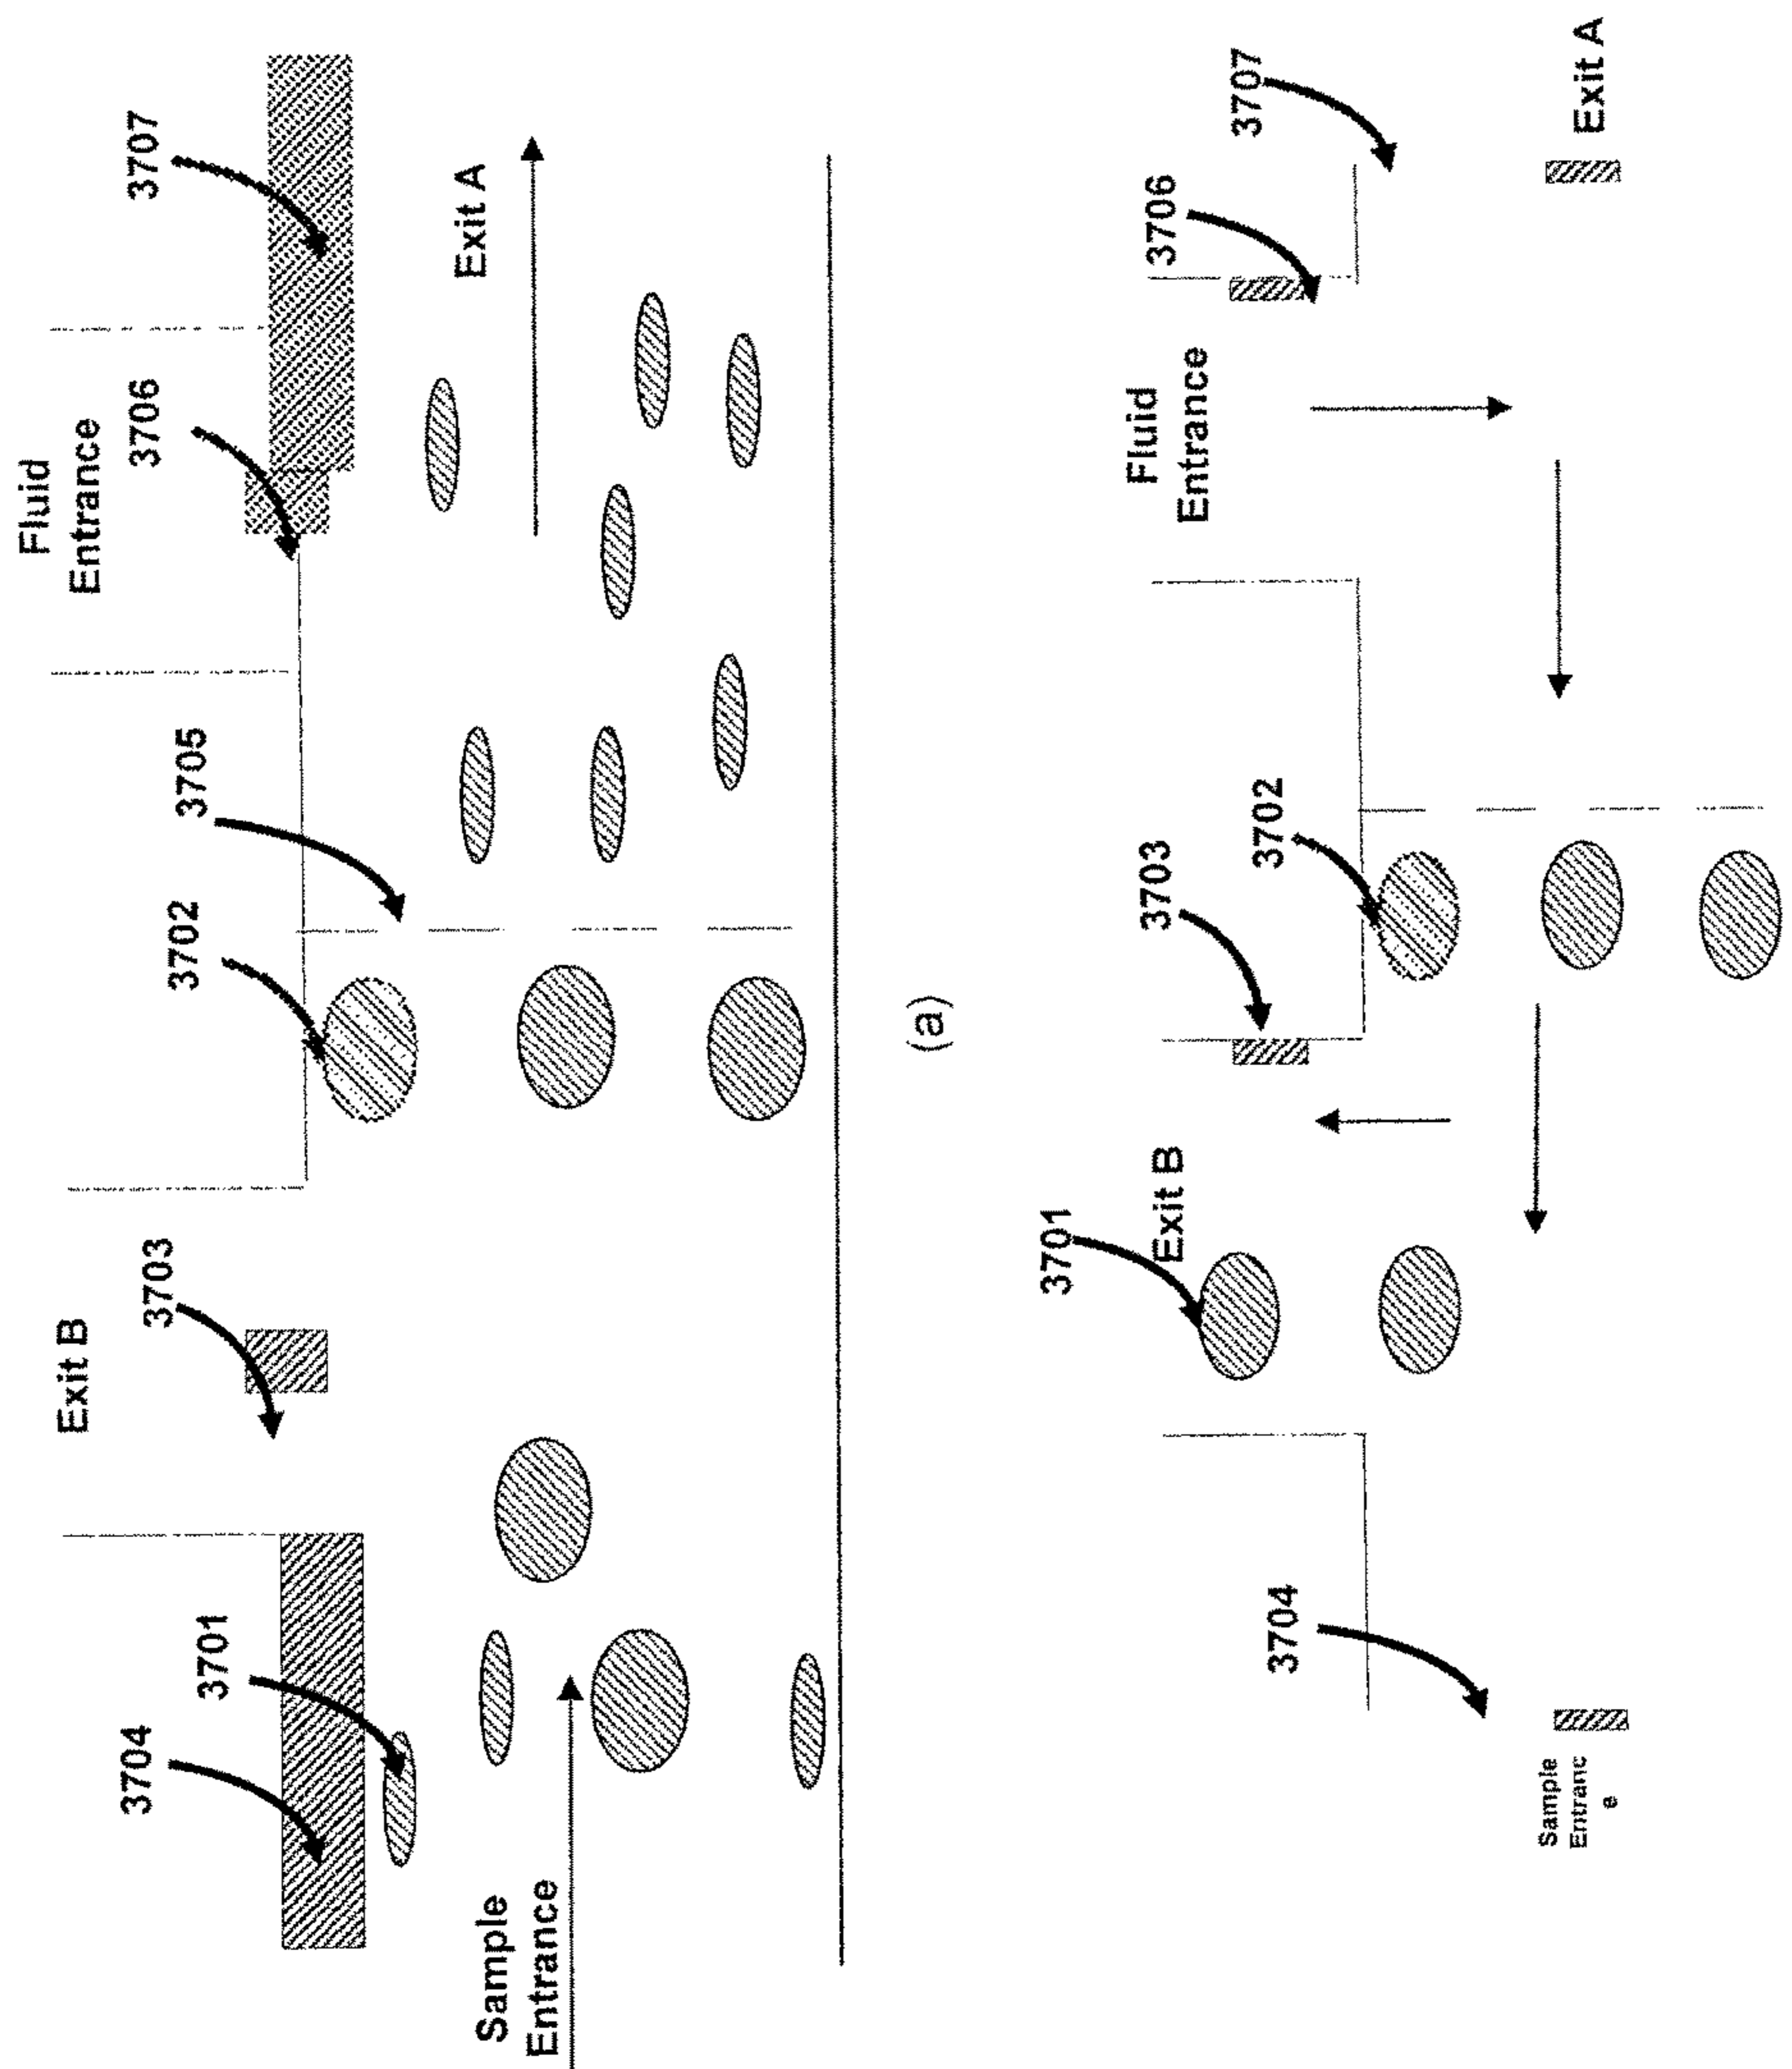 Fluid
Entrance
3707
3706
Exit A
3705
3702
Exit B
3703
3701
3704
Sample
Entrance
(a)
3707
3706
Exit A
Fluid
Entrance
3702
3703
3701
Exit B
3704
Sample
Entranc
e